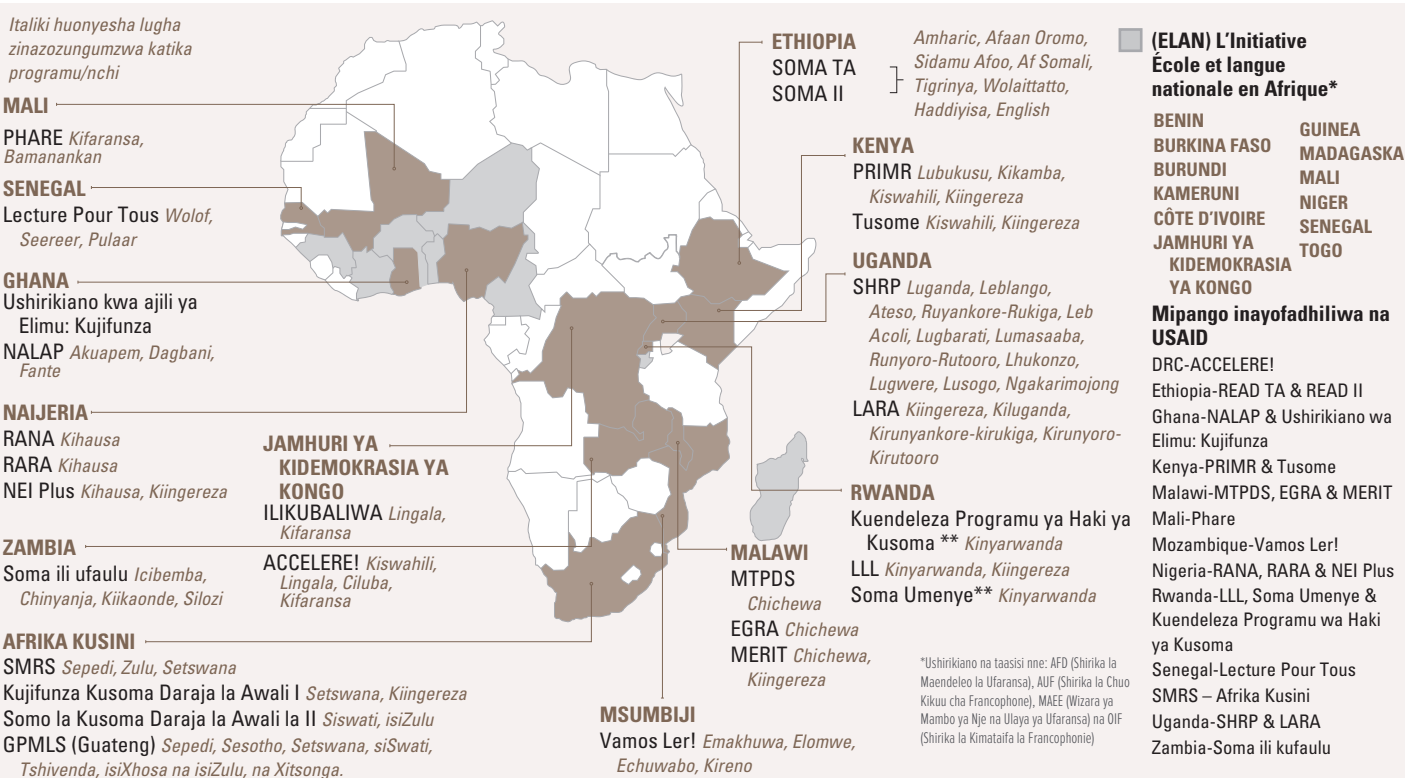 Italiki huonyesha lugha
zinazozungumzwa katika
programu/nchi
MALI
PHARE Kifaransa,
Bamanankan
SENEGAL
Lecture Pour Tous Wolof,
Seereer, Pulaar
GHANA
Ushirikiano kwa ajili ya
Elimu: Kujifunza
NALAP Akuapem, Dagbani,
Fante
NAIJERIA
RANA Kihausa
RARA Kihausa
NEI Plus Kihausa, Kiingereza
ZAMBIA
Soma ili ufaulu Icibemba,
Chinyanja, Kiikaonde, Silozi
AFRIKA KUSINI
SMRS Sepedi, Zulu, Setswana
Kujifunza Kusoma Daraja la Awali I Setswana, Kiingereza
Somo la Kusoma Daraja la Awali la II Siswati, isiZulu
GPMLS (Guateng) Sepedi, Sesotho, Setswana, siSwati,
Tshivenda, isiXhosa na isiZulu, na Xitsonga.
JAMHURI YA
KIDEMOKRASIA YA
KONGO
ILIKUBALIWA Lingala,
Kifaransa
ACCELERE! Kiswahili,
Lingala, Ciluba,
Kifaransa
MSUMBIJI
Vamos Ler! Emakhuwa, Elomwe,
Echuwabo, Kireno
MALAWI
MTPDS
Chichewa
EGRA Chichewa
MERIT Chichewa,
Kiingereza
ETHIOPIA
SOMA TA
SOMA II
Amharic, Afaan Oromo,
Sidamu Afoo, Af Somali,
Tigrinya, Wolaittatto,
Haddiyisa, English
KENYA
PRIMR Lubukusu, Kikamba,
Kiswahili, Kiingereza
Tusome Kiswahili, Kiingereza
UGANDA
SHRP Luganda, Leblango,
Ateso, Ruyankore-Rukiga, Leb
Acoli, Lugbarati, Lumasaaba,
Runyoro-Rutooro, Lhukonzo,
Lugwere, Lusogo, Ngakarimojong
LARA Kiingereza, Kiluganda,
Kirunyankore-kirukiga, Kirunyoro-
Kirutooro
RWANDA
Kuendeleza Programu ya Haki ya
Kusoma ** Kinyarwanda
LLL Kinyarwanda, Kiingereza
Soma Umenye** Kinyarwanda
*Ushirikiano na taasisi nne: AFD (Shirika la
Maendeleo la Ufaransa), AUF (Shirika la Chuo
Kikuu cha Francophone), MAEE (Wizara ya
Mambo ya Nje na Ulaya ya Ufaransa) na OIF
(Shirika la Kimataifa la Francophonie)
(ELAN) L'Initiative
École et langue
nationale en Afrique*
BENIN
BURKINA FASO
BURUNDI
KAMERUNI
CÔTE D'IVOIRE
JAMHURI YA
KIDEMOKRASIA
YA KONGO
GUINEA
MADAGASKA
MALI
NIGER
SENEGAL
TOGO
Mipango inayofadhiliwa na
USAID
DRC-ACCELERE!
Ethiopia-READ TA & READ II
Ghana-NALAP & Ushirikiano wa
Elimu: Kujifunza
Kenya-PRIMR & Tusome
Malawi-MTPDS, EGRA & MERIT
Mali-Phare
Mozambique-Vamos Ler!
Nigeria-RANA, RARA & NEI Plus
Rwanda-LLL, Soma Umenye &
Kuendeleza Programu wa Haki
ya Kusoma
Senegal-Lecture Pour Tous
SMRS – Afrika Kusini
Uganda-SHRP & LARA
Zambia-Soma ili kufaulu